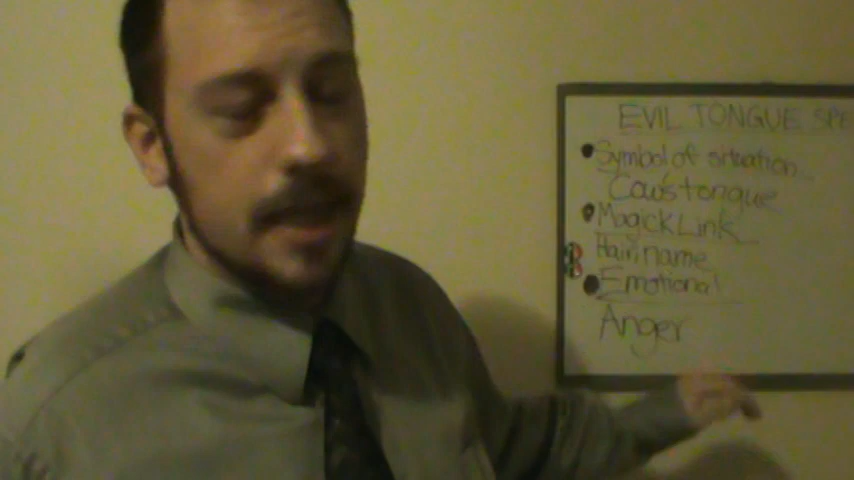 EVIL TONGUE SPE
Symbol of situation
Cow's tongue
Magick Link
Hair, name
Emotional
Anger